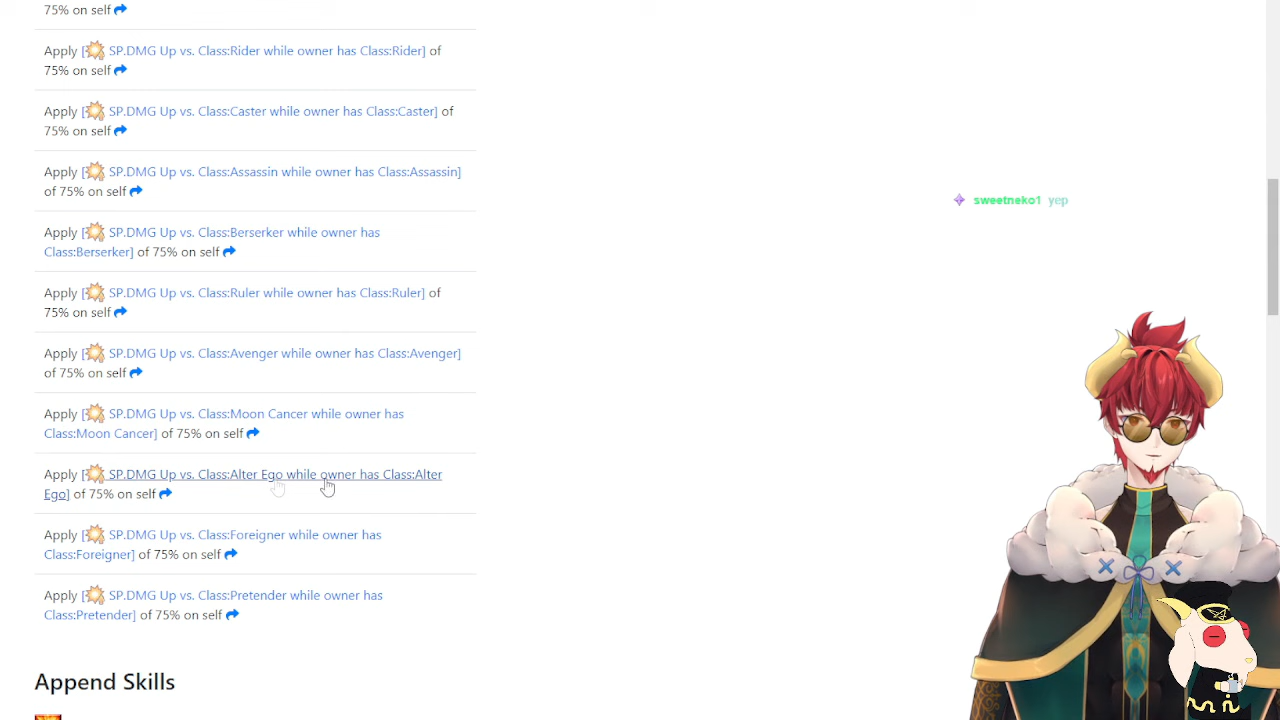 75% on self
Apply [SP.DMG Up vs. Class:Rider while owner has Class:Rider] of
75% on self
Apply [SP.DMG Up vs. Class:Caster while owner has Class:Caster] of
75% on self
Apply [SP.DMG Up vs. Class:Assassin while owner has Class:Assassin]
of 75% on self
Apply [SP.DMG Up vs. Class:Berserker while owner has
Class:Berserker] of 75% on self
Apply [SP.DMG Up vs. Class:Ruler while owner has Class:Ruler] of
75% on self
Apply [SP.DMG Up vs. Class:Avenger while owner has Class:Avenger]
of 75% on self
Apply [SP.DMG Up vs. Class:Moon Cancer while owner has
Class:Moon Cancer] of 75% on self
Apply [SP.DMG Up vs. Class:Alter Ego while owner has Class:Alter
Ego] of 75% on self
Apply [SP.DMG Up vs. Class:Foreigner while owner has
Class:Foreigner] of 75% on self
Apply [SP.DMG Up vs. Class:Pretender while owner has
Class:Pretender] of 75% on self
Append Skills
sweetneko1 yep